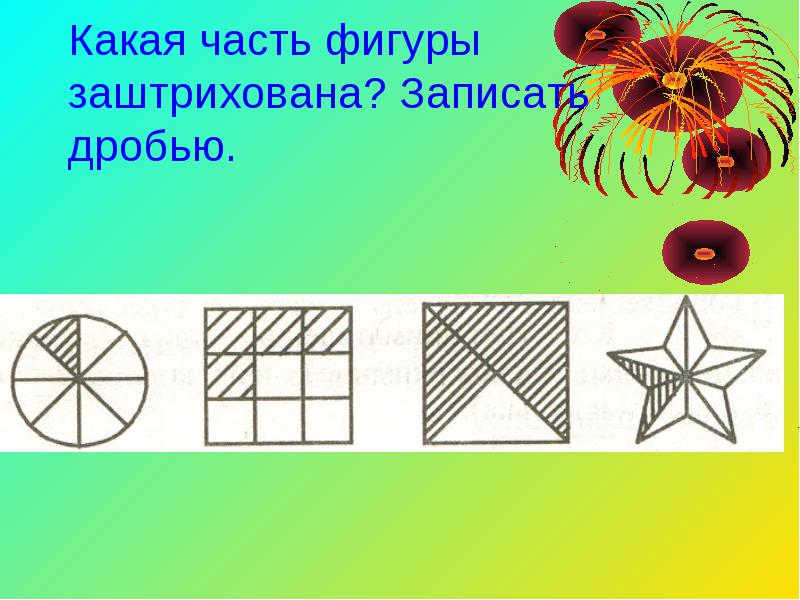 Какая часть фигуры
заштрихована? Записать
дробью.